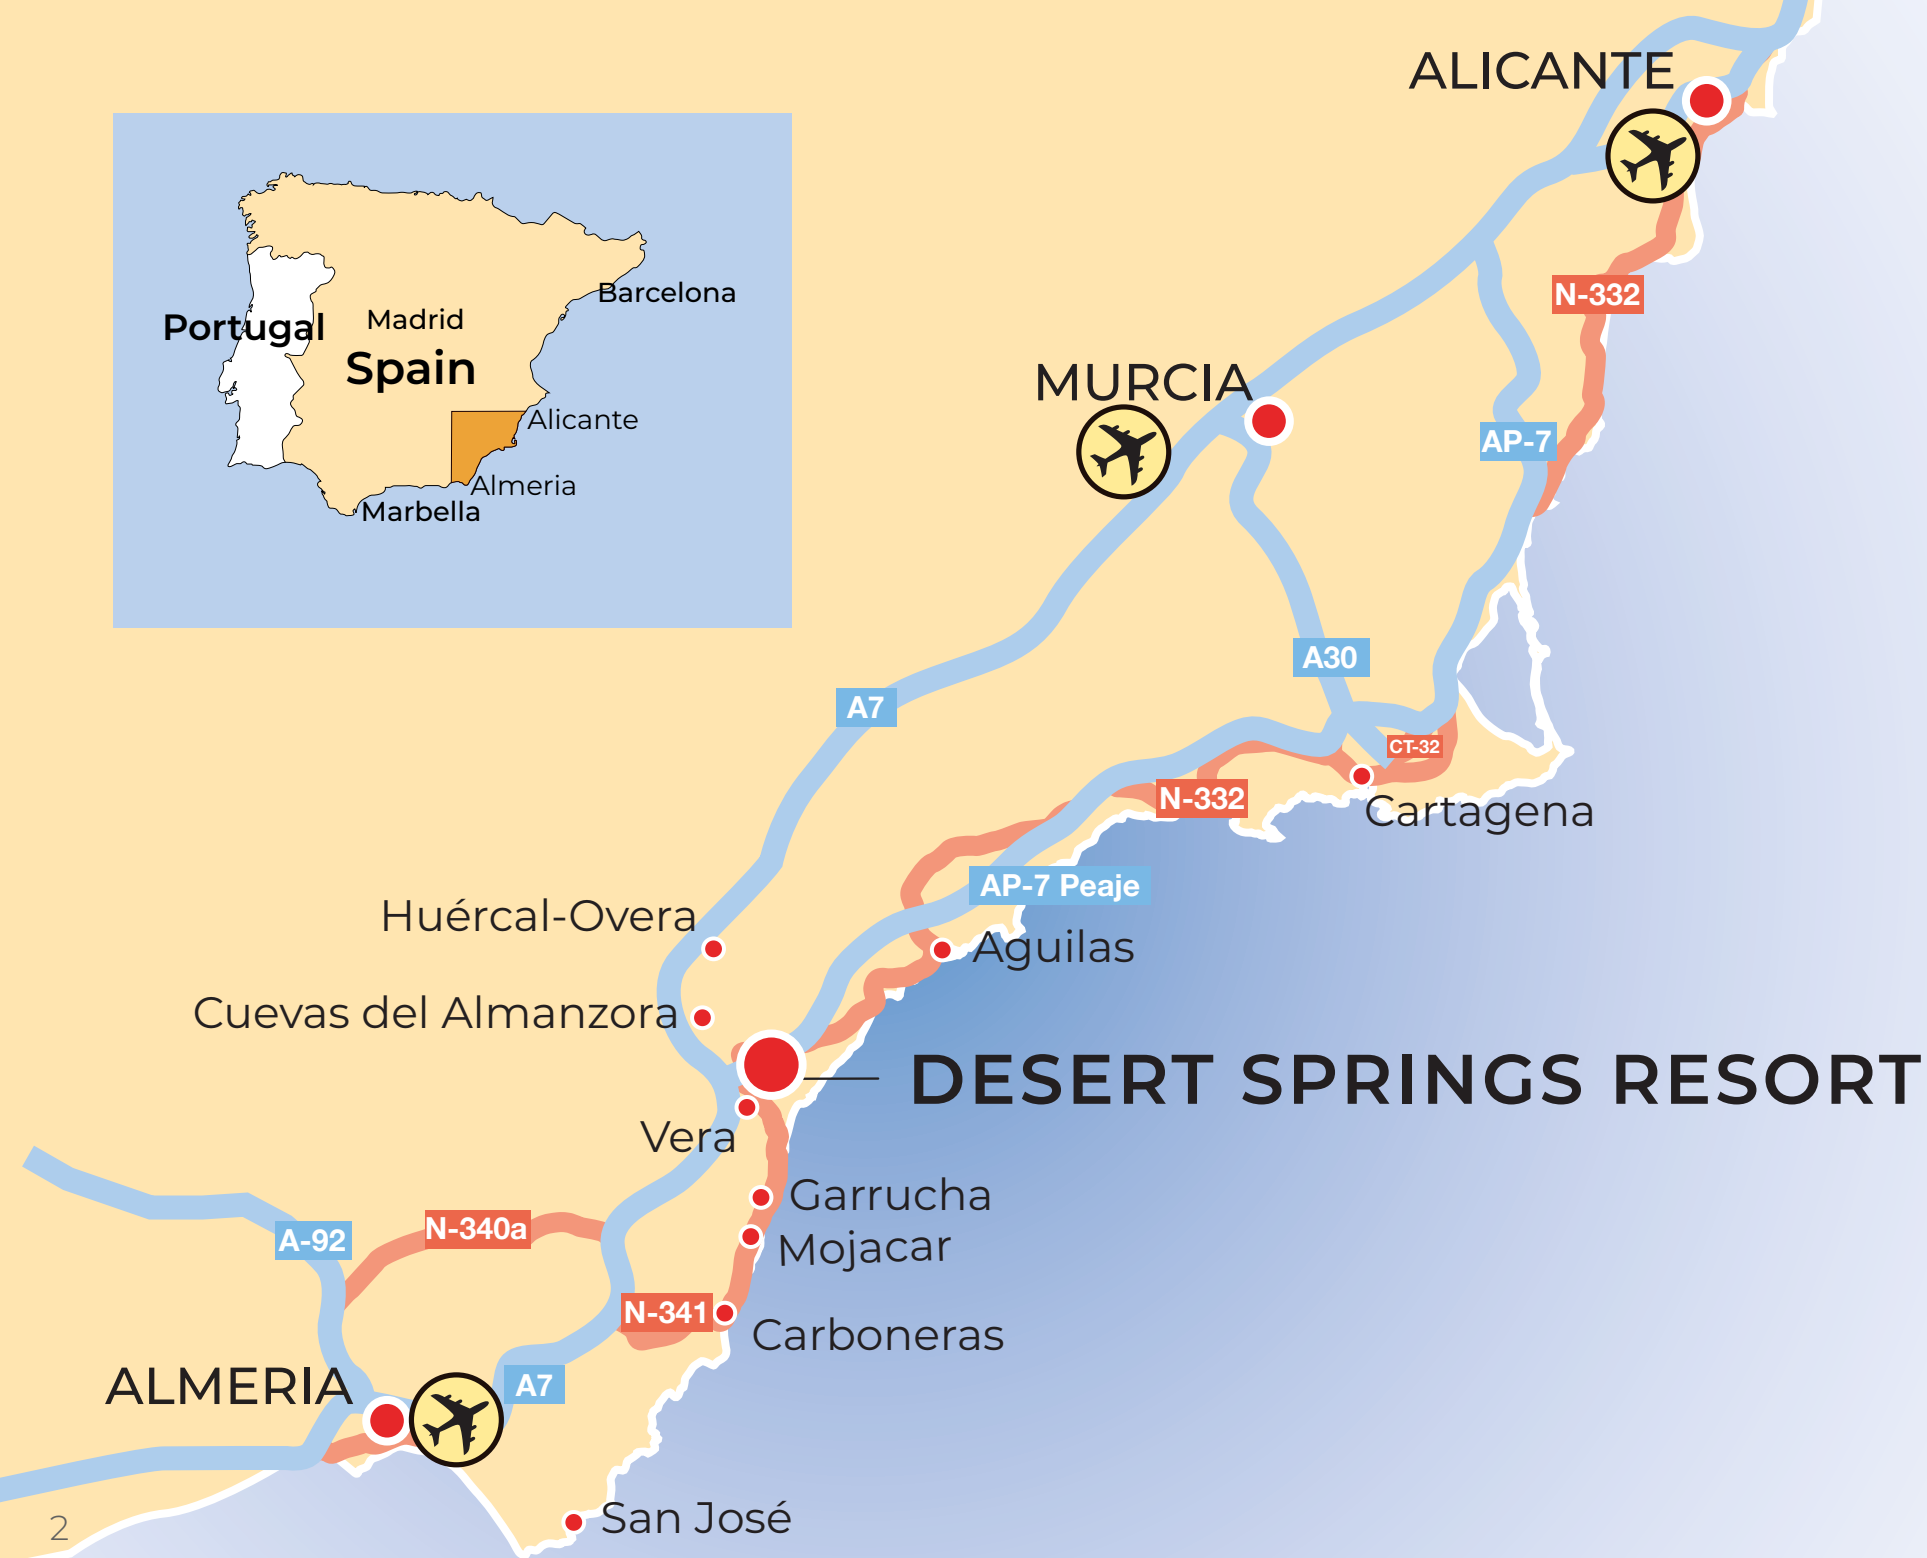 ALICANTE
Barcelona
N-332
Madrid
Portugal
Spain
MURCIA
Alicante
AP-7
Almeria
Marbella
A30
A7
CT-32
N-332
Cartagena
AP-7 Peaje
Huércal-Overa
Aguilas
Cuevas del Almanzora
DESERT SPRINGS RESORT
Vera
Garrucha
N-340a
A-92
Mojacar
N-341
Carboneras
ALMERIA
A7
San José
2